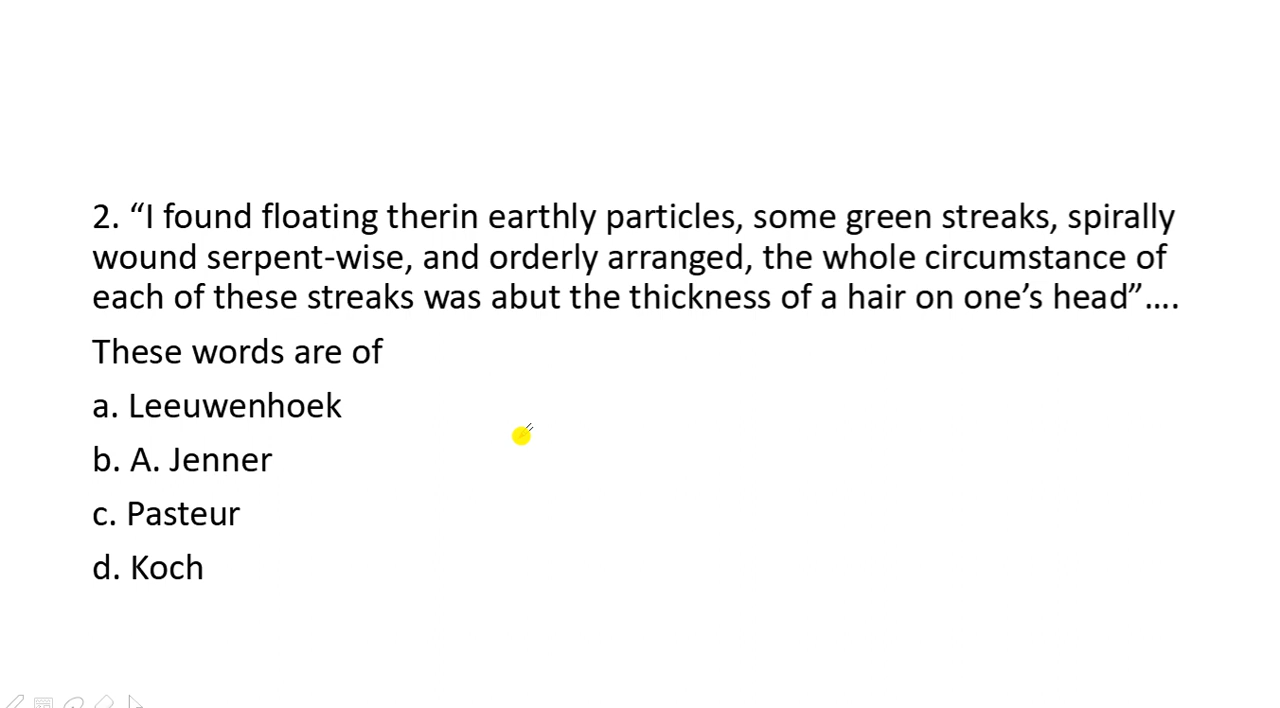 2. “I found floating therin earthly particles, some green streaks, spirally
wound serpent-wise, and orderly arranged, the whole circumstance of
each of these streaks was abut the thickness of a hair on one’s head”….
These words are of
a. Leeuwenhoek
b. A. Jenner
c. Pasteur
d. Koch